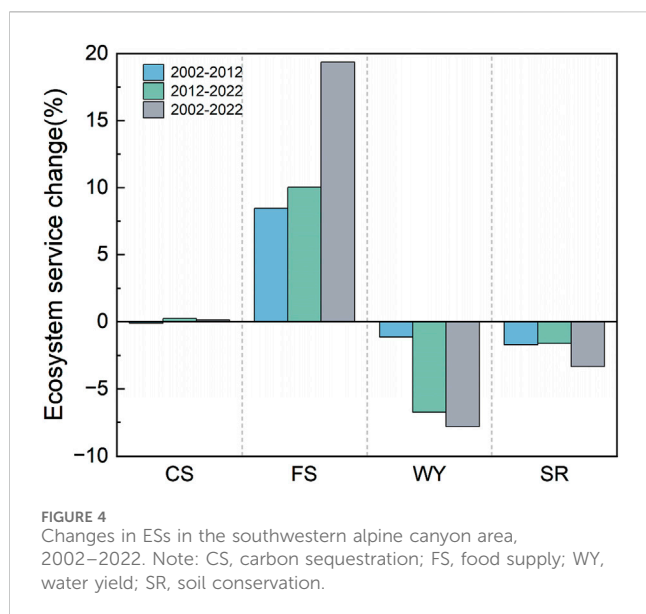 20
15
10
5
0
−5
−10
Ecosystem service change(%)
2002-2012
2012-2022
2002-2022
CS
FS
WY
SR
FIGURE 4
Changes in ESs in the southwestern alpine canyon area,
2002–2022. Note: CS, carbon sequestration; FS, food supply; WY,
water yield; SR, soil conservation.